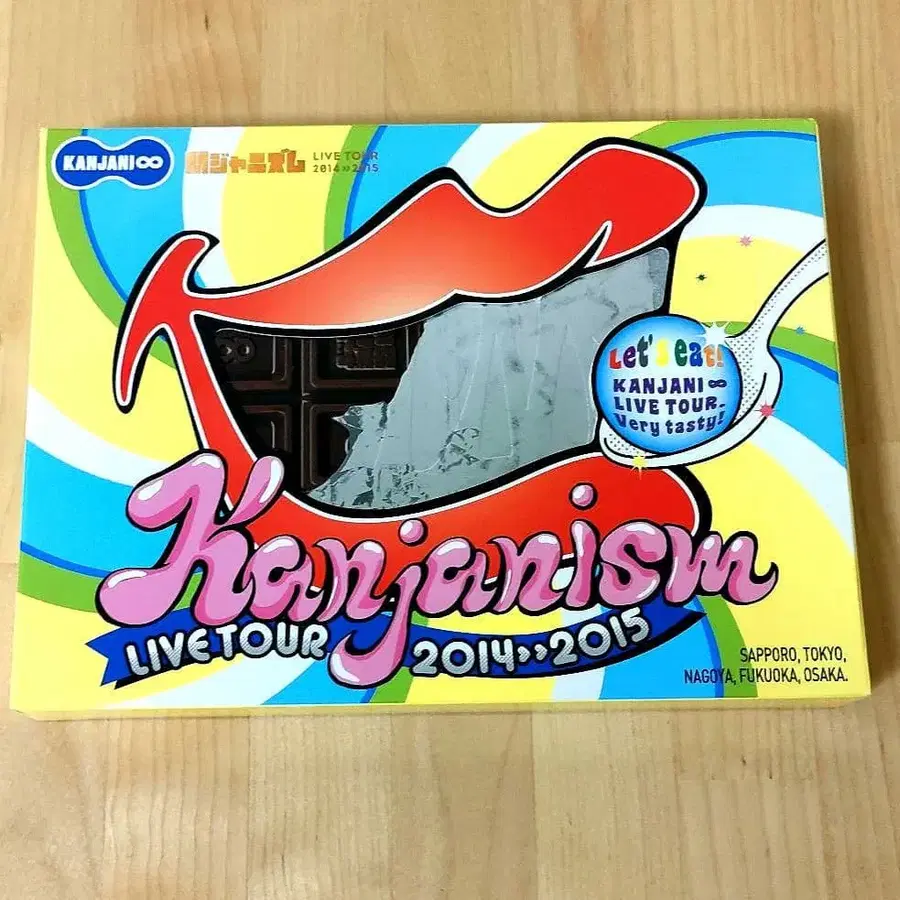 KANJANI∞
関ジャニズム
LIVE TOUR
2014»2015
Let's eat!
KANJANI∞
LIVE TOUR.
Very tasty!
Kanjanism
LIVE TOUR 2014»2015
SAPPORO, TOKYO,
NAGOYA, FUKUOKA, OSAKA.